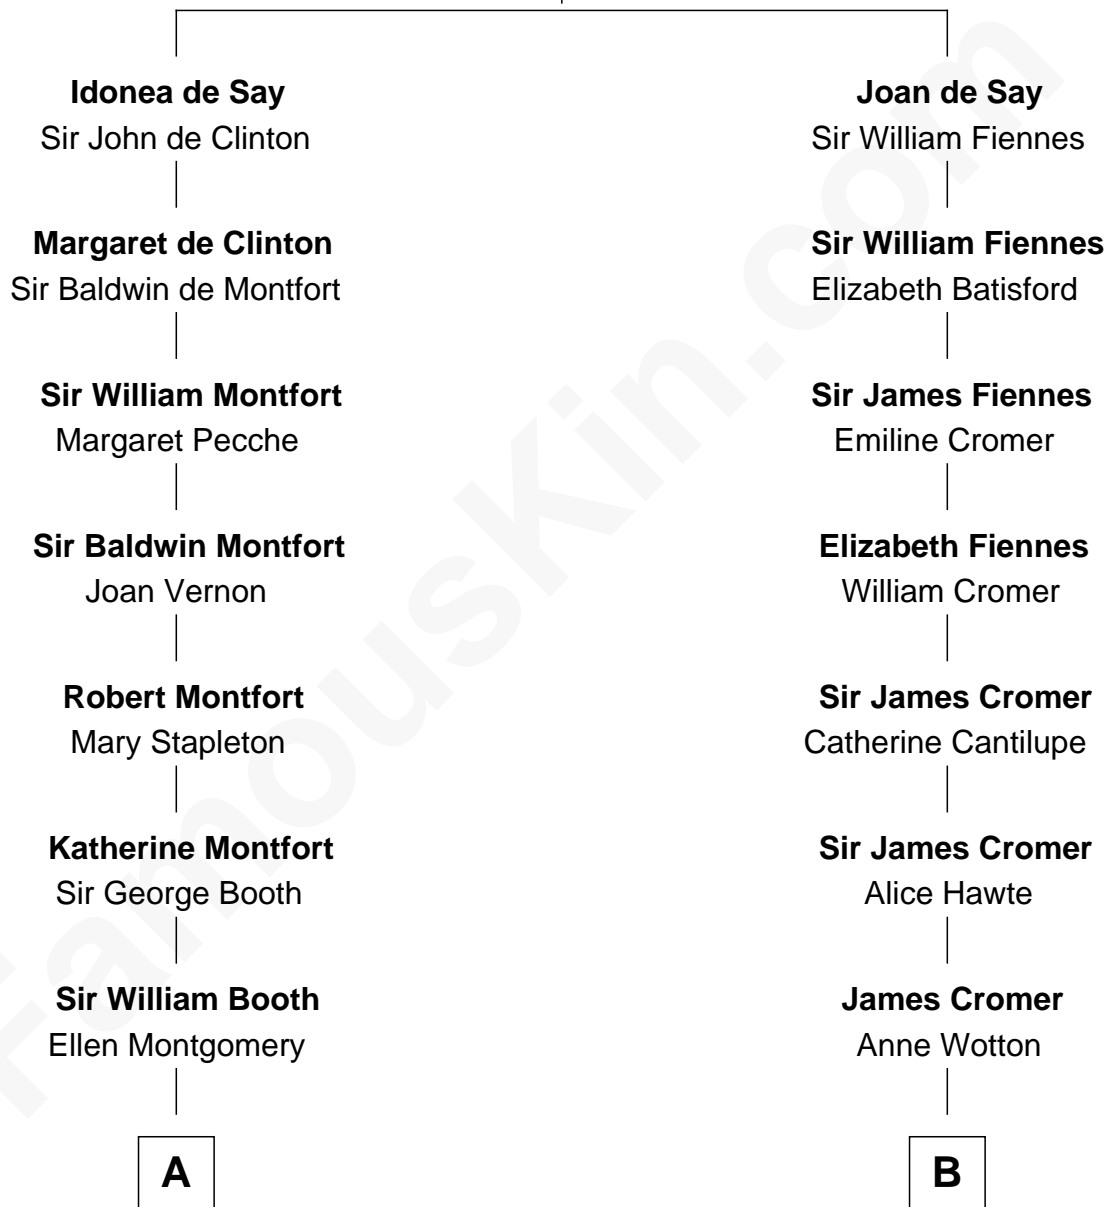 Idonea de Say
Sir John de Clinton
Margaret de Clinton
Sir Baldwin de Montfort
Sir William Montfort
Margaret Pecche
Sir Baldwin Montfort
Joan Vernon
Robert Montfort
Mary Stapleton
Katherine Montfort
Sir George Booth
Sir William Booth
Ellen Montgomery
A
Joan de Say
Sir William Fiennes
Sir William Fiennes
Elizabeth Batisford
Sir James Fiennes
Emiline Cromer
Elizabeth Fiennes
William Cromer
Sir James Cromer
Catherine Cantilupe
Sir James Cromer
Alice Hawte
James Cromer
Anne Wotton
B
FamousKin.com